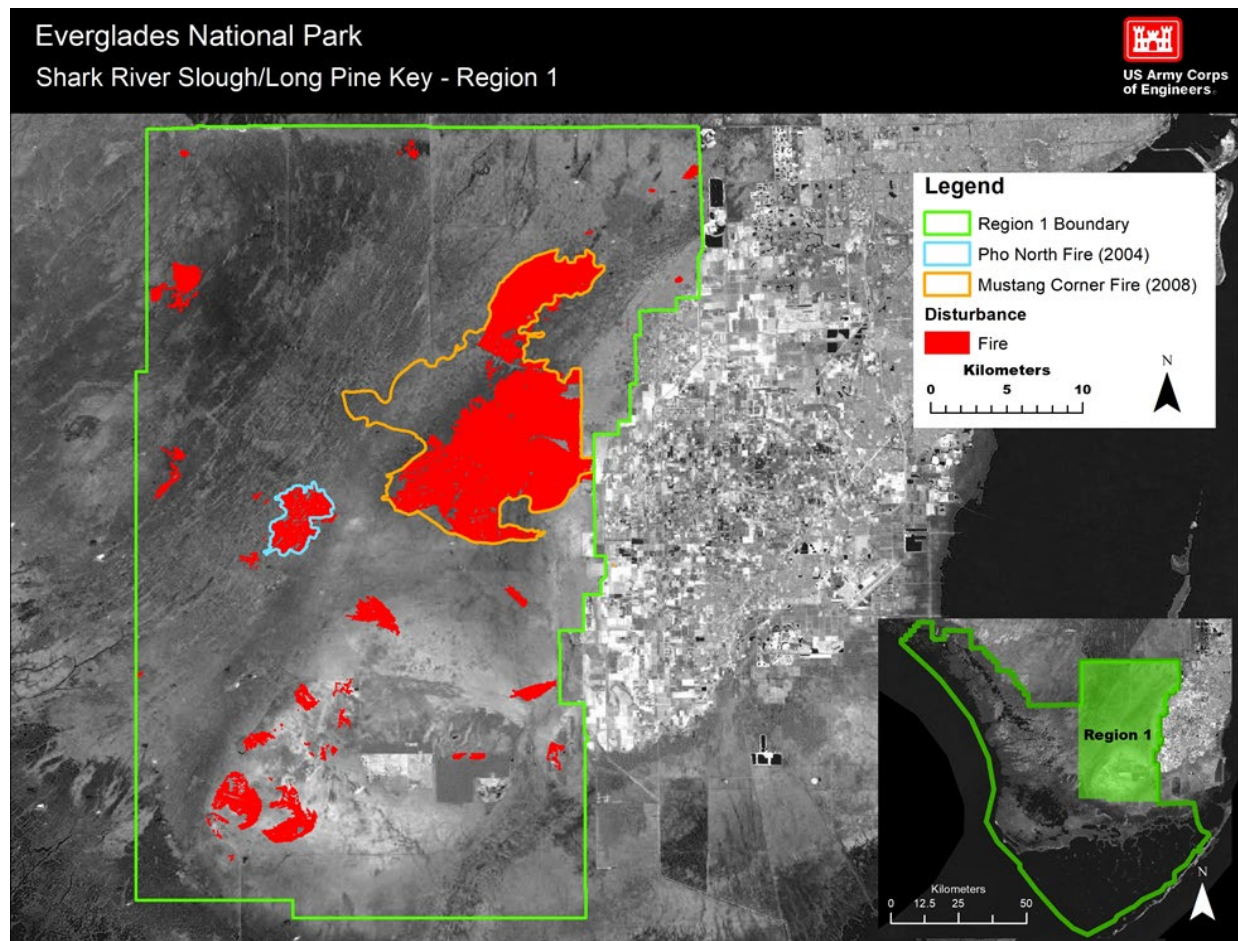 Everglades National Park
Shark River Slough/Long Pine Key - Region 1
US Army Corps
of Engineers
Legend
Region 1 Boundary
Pho North Fire (2004)
Mustang Corner Fire (2008)
Disturbance
Fire
Kilometers
0 5 10
N
Region 1
Kilometers
0 12.5 25 50
N